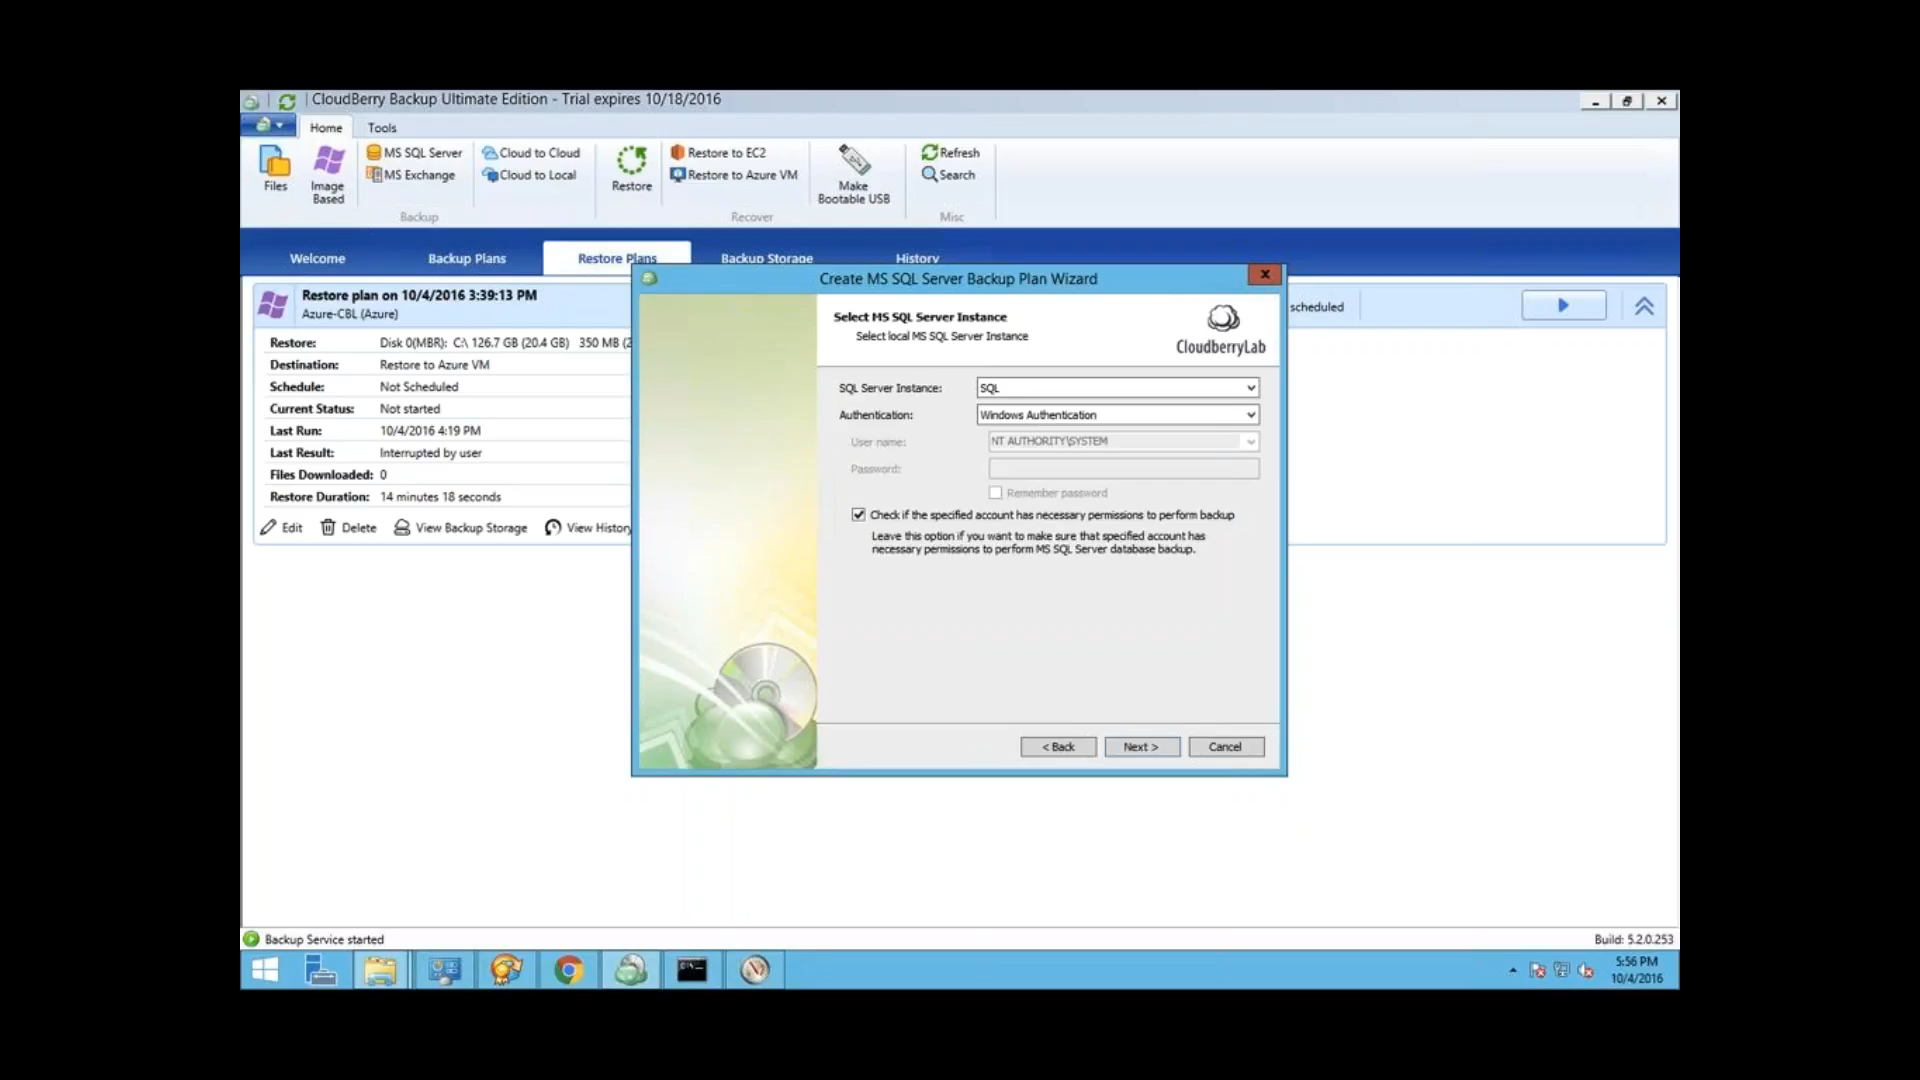 CloudBerry Backup Ultimate Edition - Trial expires 10/18/2016
Home Tools
Files
Image Based
MS SQL Server
MS Exchange
Backup
Cloud to Cloud
Cloud to Local
Restore
Restore to EC2
Restore to Azure VM
Recover
Make Bootable USB
Refresh
Search
Misc
Welcome Backup Plans Restore Plans Backup Storage History
Restore plan on 10/4/2016 3:39:13 PM
Azure-CBL (Azure)
scheduled
Restore: Disk 0(MBR): C:\ 126.7 GB (20.4 GB) 350 MB (2
Destination: Restore to Azure VM
Schedule: Not Scheduled
Current Status: Not started
Last Run: 10/4/2016 4:19 PM
Last Result: Interrupted by user
Files Downloaded: 0
Restore Duration: 14 minutes 18 seconds
Edit Delete View Backup Storage View History
Create MS SQL Server Backup Plan Wizard
Select MS SQL Server Instance
Select local MS SQL Server Instance
CloudberryLab
SQL Server Instance: SQL
Authentication: Windows Authentication
User name: NT AUTHORITY\SYSTEM
Password:
Remember password
Check if the specified account has necessary permissions to perform backup
Leave this option if you want to make sure that specified account has
necessary permissions to perform MS SQL Server database backup.
< Back Next > Cancel
Backup Service started
Build: 5.2.0.253
5:56 PM
10/4/2016